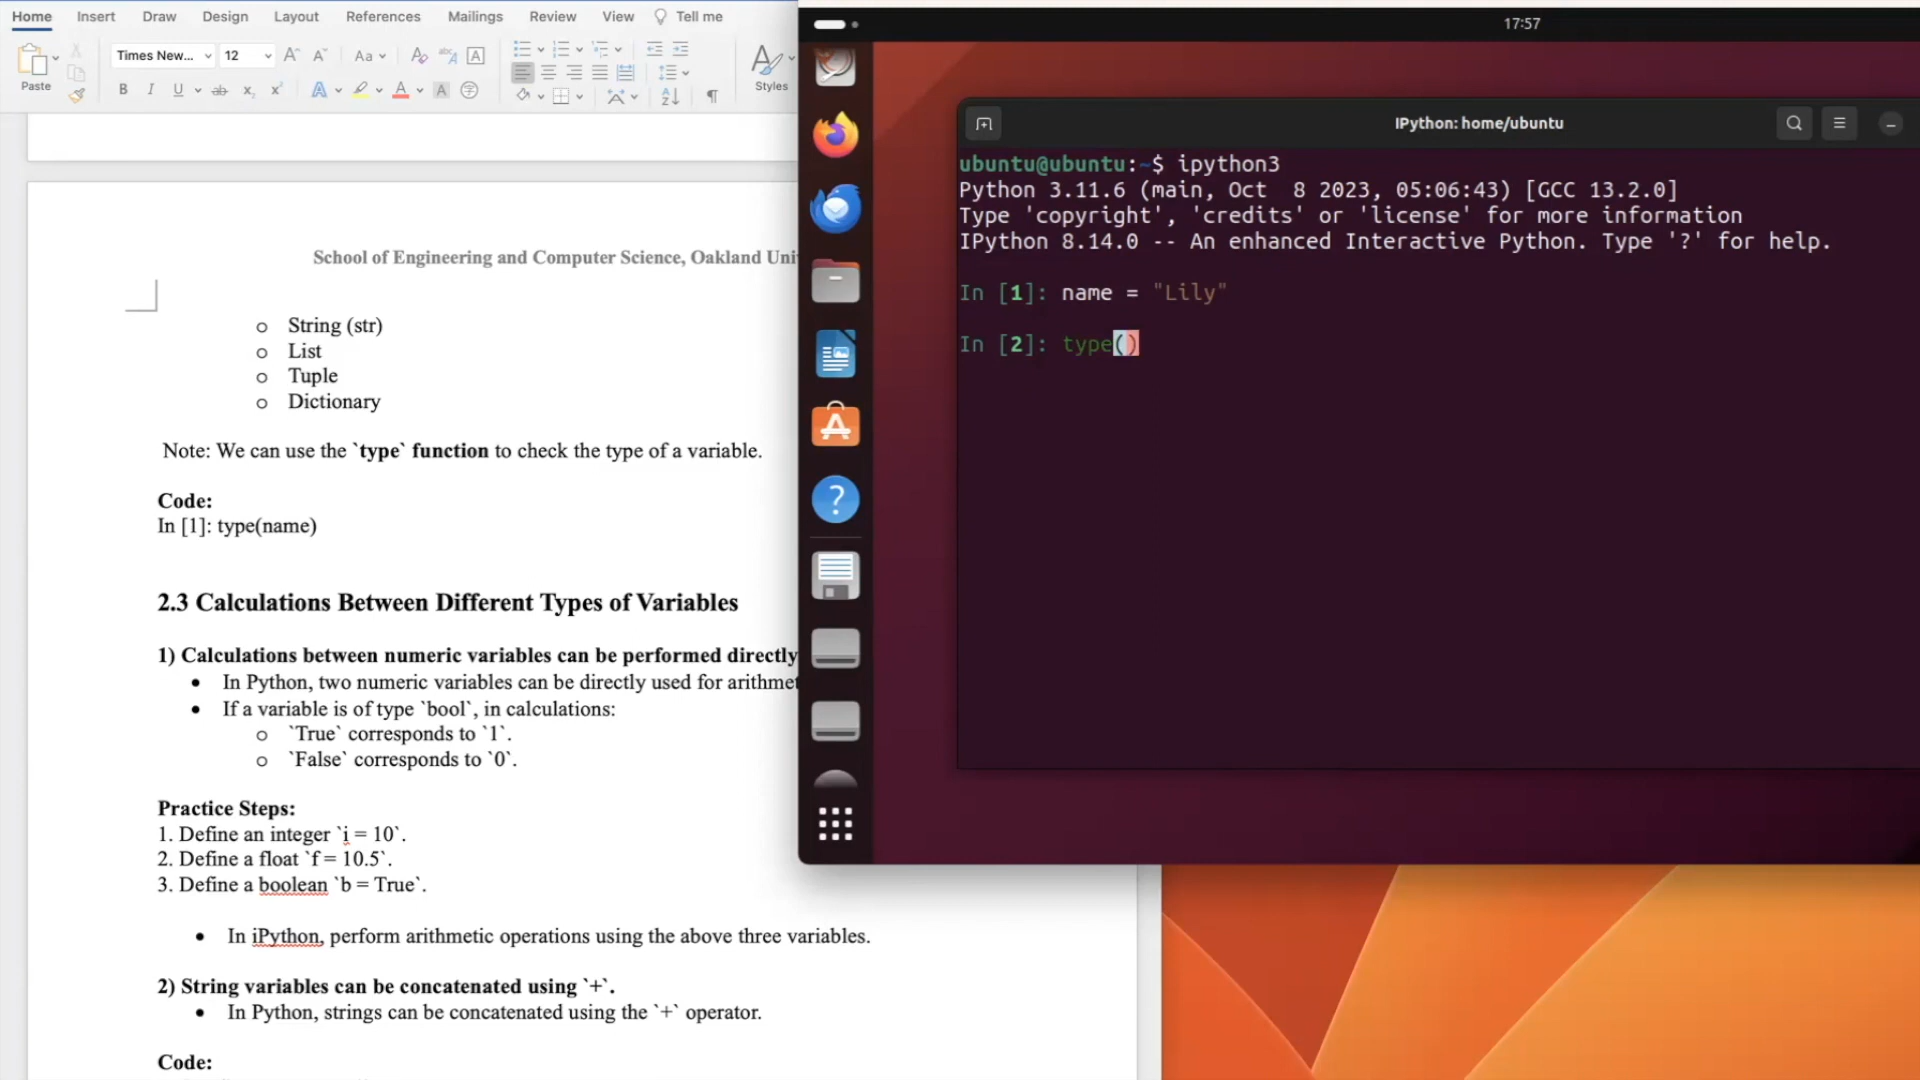 Home Insert Draw Design Layout References Mailings Review View Tell me
Times New... 12
Paste
Styles
School of Engineering and Computer Science, Oakland Uni
o String (str)
o List
o Tuple
o Dictionary
Note: We can use the `type` function to check the type of a variable.
Code:
In [1]: type(name)
2.3 Calculations Between Different Types of Variables
1) Calculations between numeric variables can be performed directly
• In Python, two numeric variables can be directly used for arithmet
• If a variable is of type `bool`, in calculations:
o `True` corresponds to `1`.
o `False` corresponds to `0`.
Practice Steps:
1. Define an integer `i = 10`.
2. Define a float `f = 10.5`.
3. Define a boolean `b = True`.
• In iPython, perform arithmetic operations using the above three variables.
2) String variables can be concatenated using `+`.
• In Python, strings can be concatenated using the `+` operator.
Code:
17:57
IPython: home/ubuntu
ubuntu@ubuntu:~$ ipython3
Python 3.11.6 (main, Oct  8 2023, 05:06:43) [GCC 13.2.0]
Type 'copyright', 'credits' or 'license' for more information
IPython 8.14.0 -- An enhanced Interactive Python. Type '?' for help.
In [1]: name = "Lily"
In [2]: type()